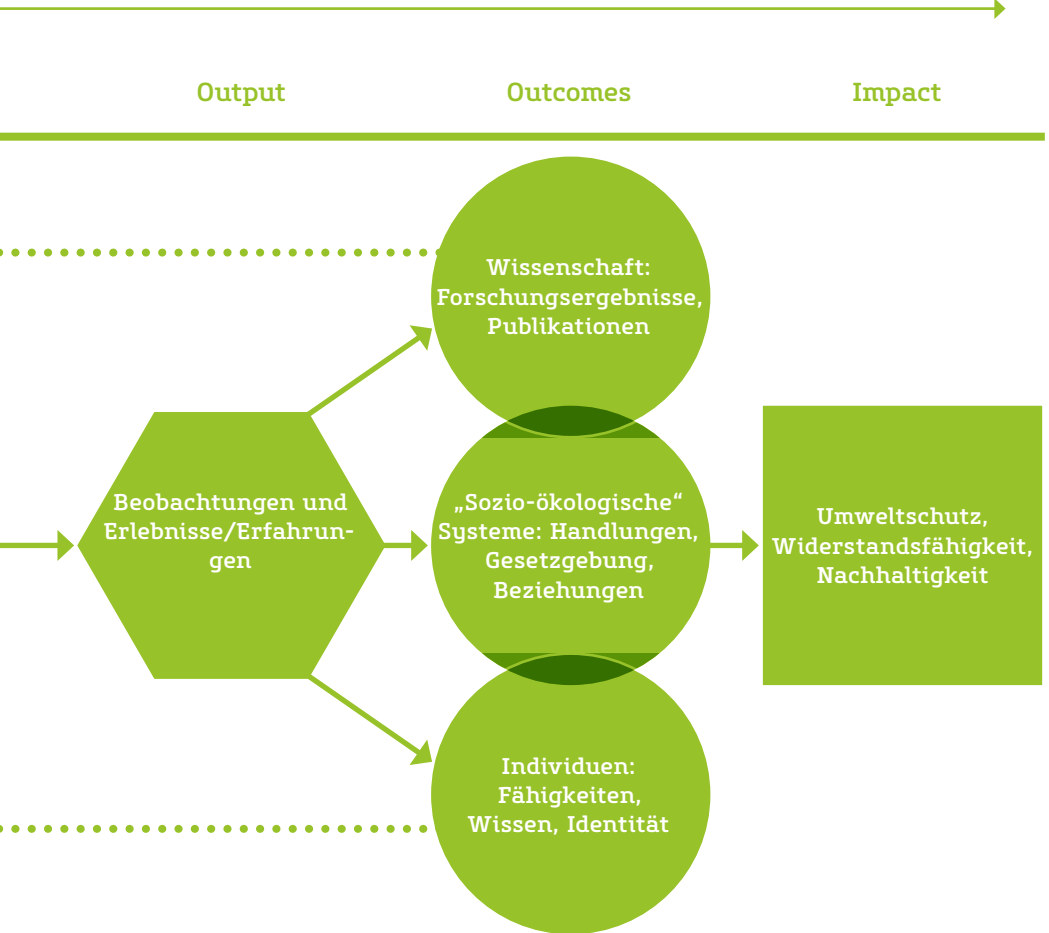 Output
Outcomes
Impact
Beobachtungen und
Erlebnisse/Erfahrun-
gen
Wissenschaft:
Forschungsergebnisse,
Publikationen
„Sozio-ökologische“
Systeme: Handlungen,
Gesetzgebung,
Beziehungen
Individuen:
Fähigkeiten,
Wissen, Identität
Umweltschutz,
Widerstandsfähigkeit,
Nachhaltigkeit